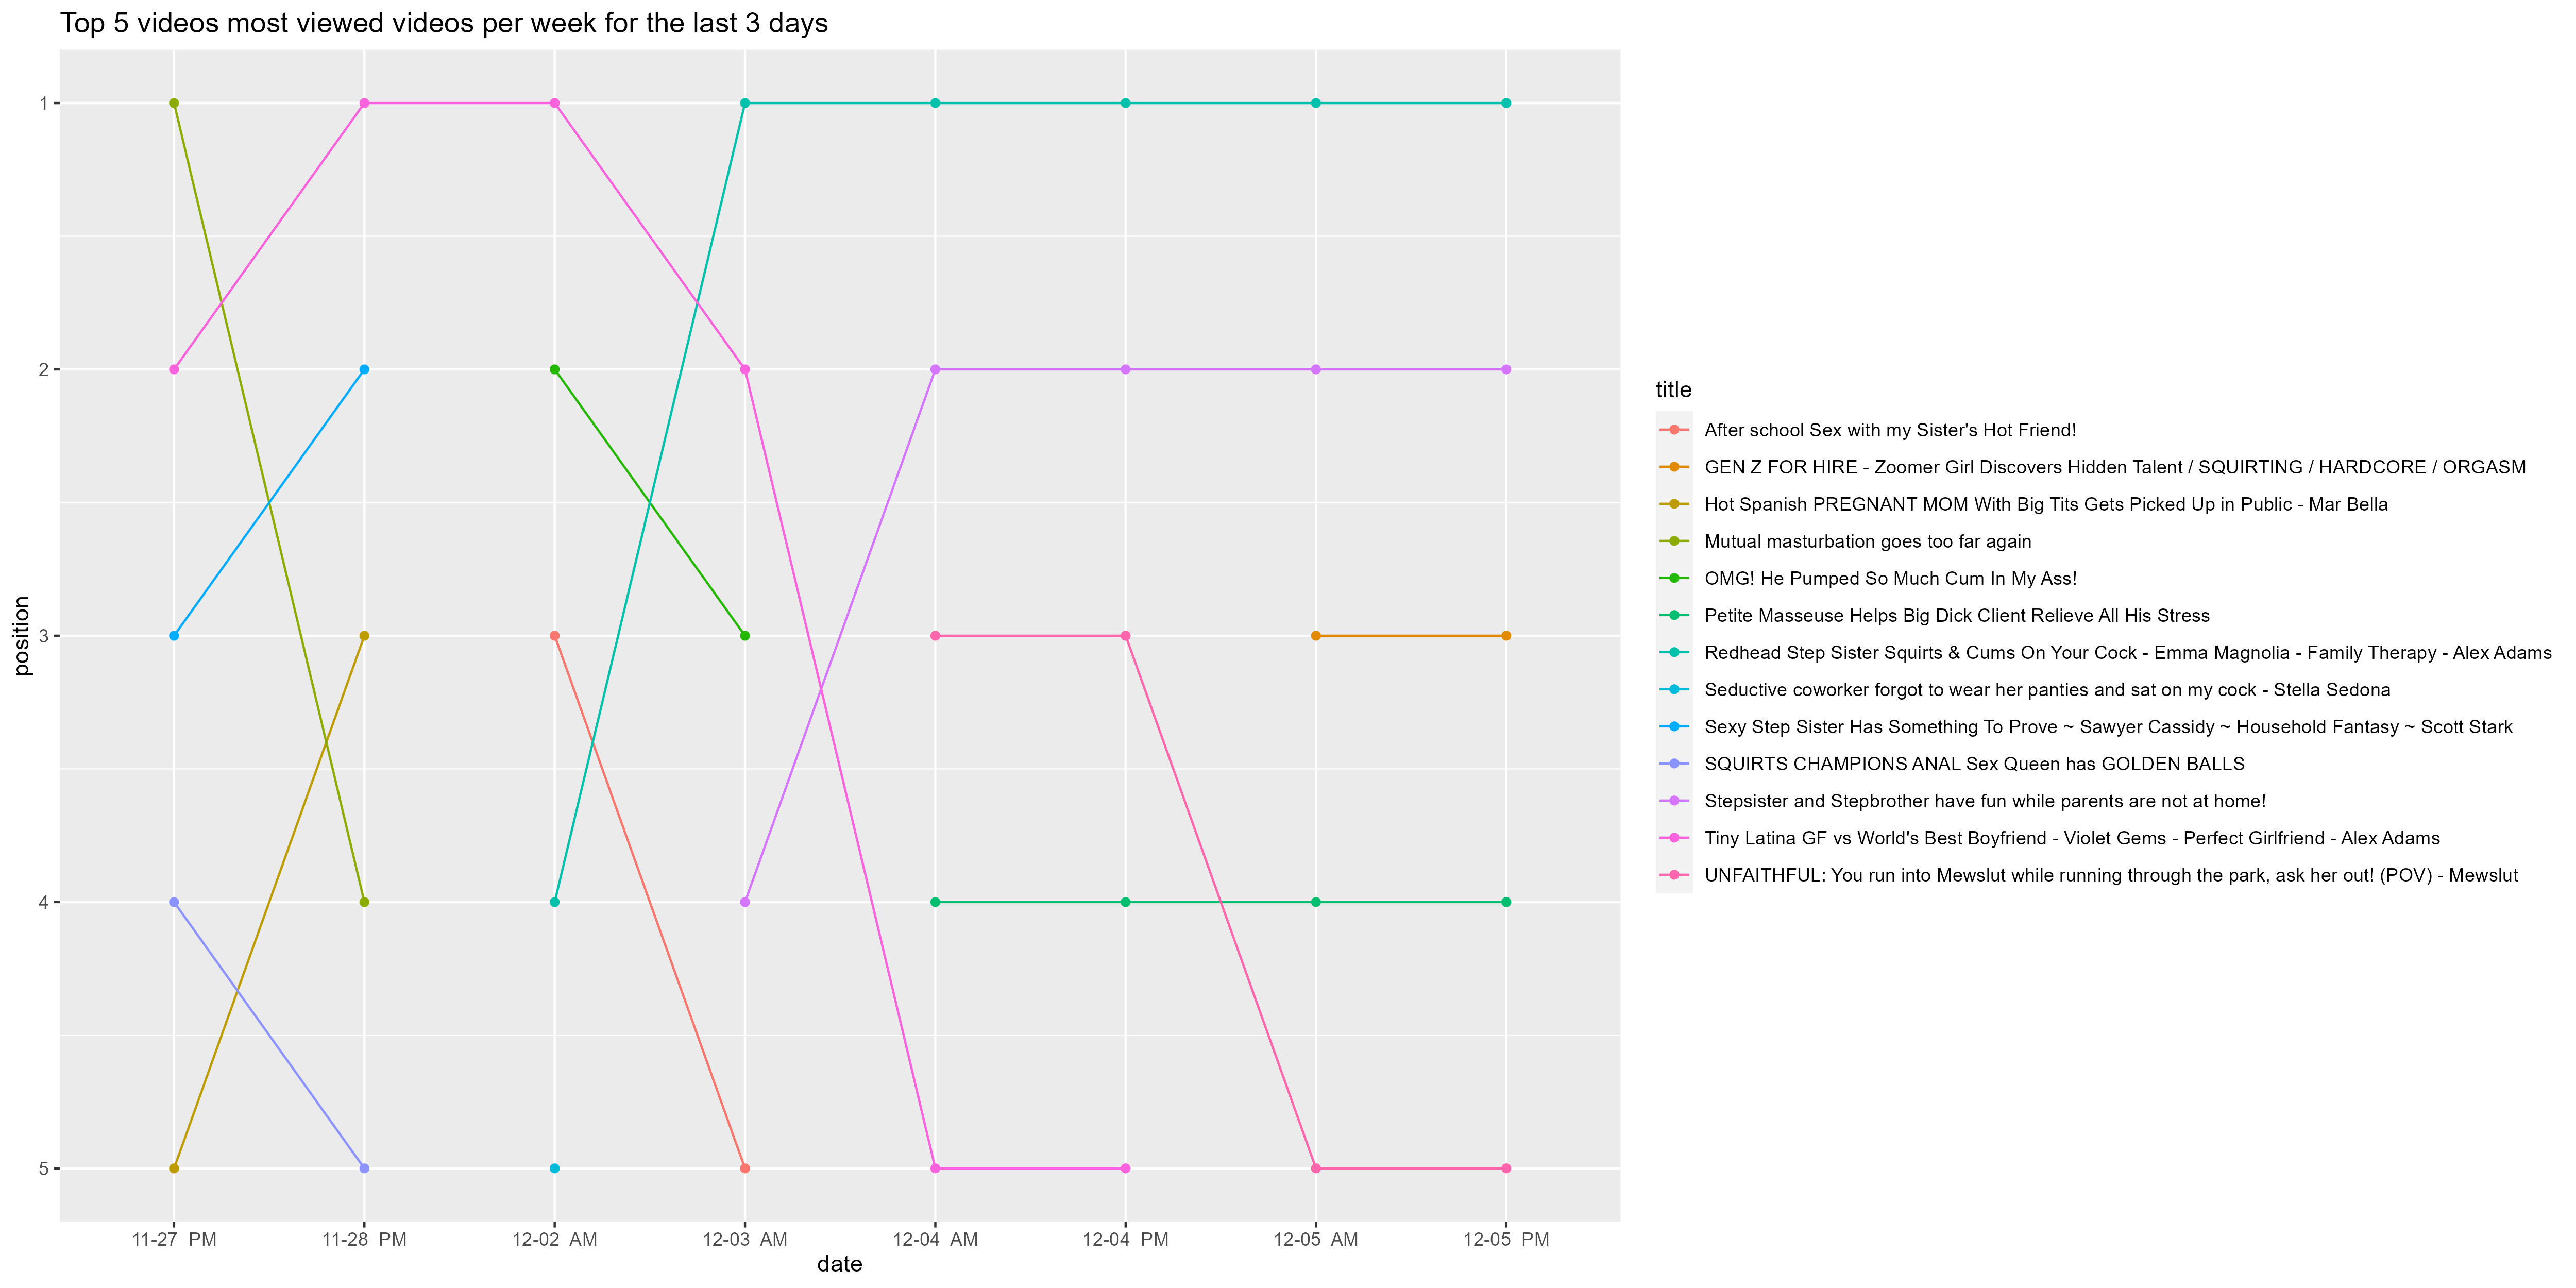 Top 5 videos most viewed videos per week for the last 3 days
position
1
2
3
4
5
11-27 PM
11-28 PM
12-02 AM
12-03 AM
12-04 AM
12-04 PM
12-05 AM
12-05 PM
date
title
After school Sex with my Sister's Hot Friend!
GEN Z FOR HIRE - Zoomer Girl Discovers Hidden Talent / SQUIRTING / HARDCORE / ORGASM
Hot Spanish PREGNANT MOM With Big Tits Gets Picked Up in Public - Mar Bella
Mutual masturbation goes too far again
OMG! He Pumped So Much Cum In My Ass!
Petite Masseuse Helps Big Dick Client Relieve All His Stress
Redhead Step Sister Squirts & Cums On Your Cock - Emma Magnolia - Family Therapy - Alex Adams
Seductive coworker forgot to wear her panties and sat on my cock - Stella Sedona
Sexy Step Sister Has Something To Prove ~ Sawyer Cassidy ~ Household Fantasy ~ Scott Stark
SQUIRTS CHAMPIONS ANAL Sex Queen has GOLDEN BALLS
Stepsister and Stepbrother have fun while parents are not at home!
Tiny Latina GF vs World's Best Boyfriend - Violet Gems - Perfect Girlfriend - Alex Adams
UNFAITHFUL: You run into Mewslut while running through the park, ask her out! (POV) - Mewslut